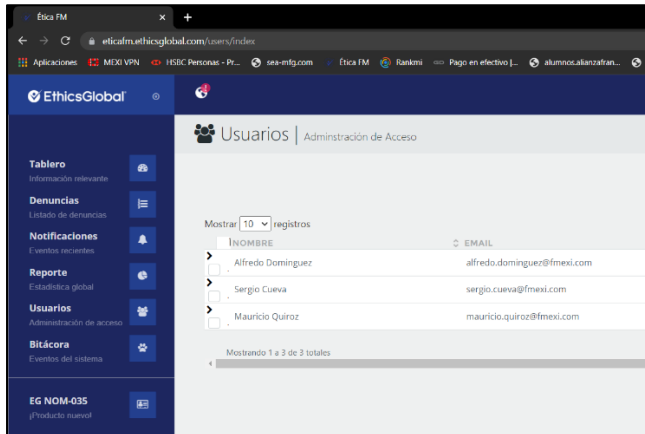 Ética FM
eticafm.ethicsglobal.com/users/index
Aplicaciones MEXI VPN HSBC Personas - Pr... sea-mfg.com Ética FM Rankmi Pago en efectivo |... alumnos.alianzafran...
EthicsGlobal
Usuarios | Adminstración de Acceso
Tablero
Información relevante
Denuncias
Listado de denuncias
Notificaciones
Eventos recientes
Reporte
Estadística global
Usuarios
Administración de acceso
Bitácora
Eventos del sistema
EG NOM-035
¡Producto nuevo!
Mostrar 10 registros
NOMBRE EMAIL
Alfredo Dominguez alfredo.dominguez@fmexi.com
Sergio Cueva sergio.cueva@fmexi.com
Mauricio Quiroz mauricio.quiroz@fmexi.com
Mostrando 1 a 3 de 3 totales